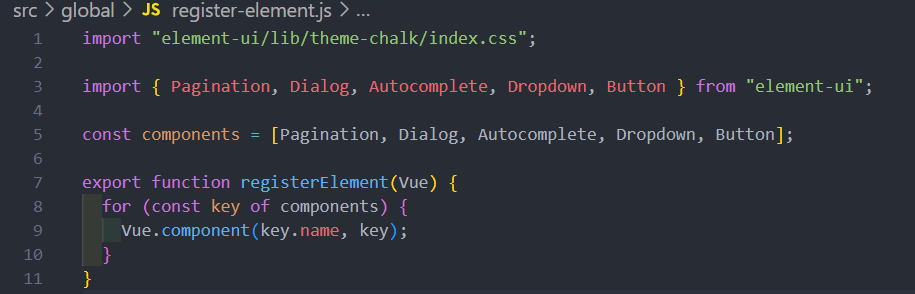 src > global > JS register-element.js > ...
1 import "element-ui/lib/theme-chalk/index.css";
2
3 import { Pagination, Dialog, Autocomplete, Dropdown, Button } from "element-ui";
4
5 const components = [Pagination, Dialog, Autocomplete, Dropdown, Button];
6
7 export function registerElement(Vue) {
8 for (const key of components) {
9 Vue.component(key.name, key);
10 }
11 }